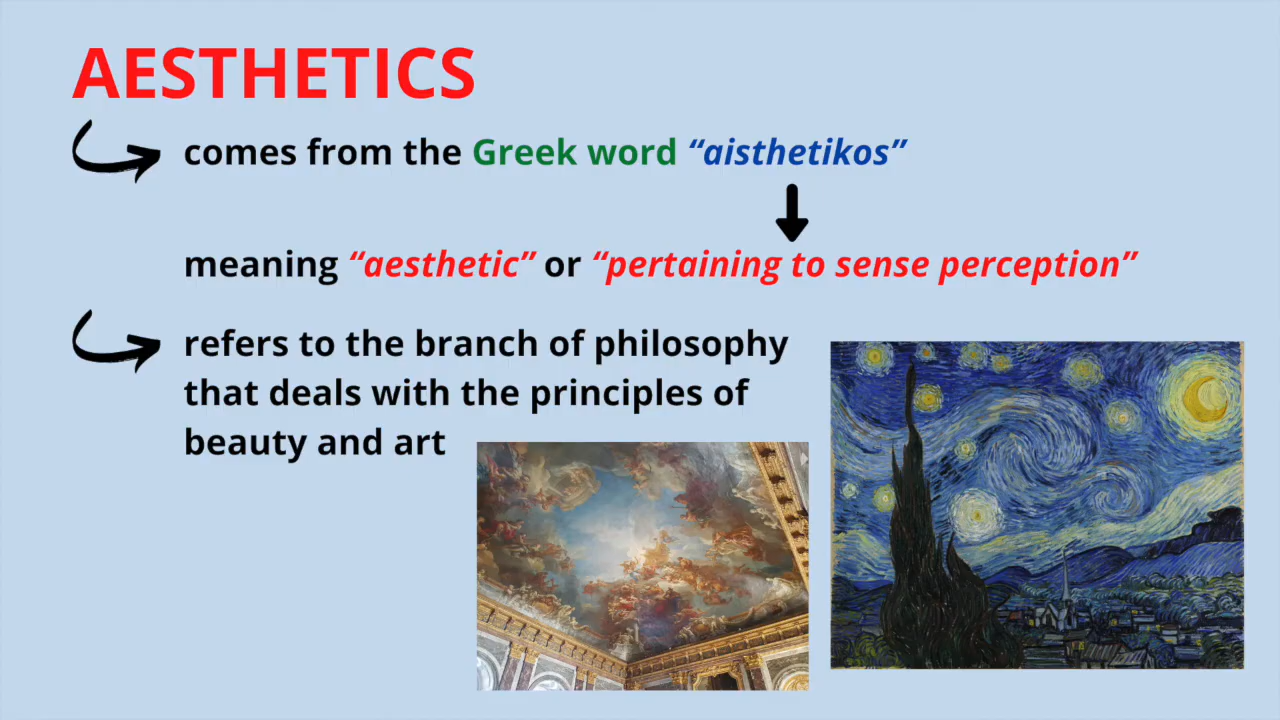 AESTHETICS
comes from the Greek word “aisthetikos”
meaning “aesthetic” or “pertaining to sense perception”
refers to the branch of philosophy
that deals with the principles of
beauty and art